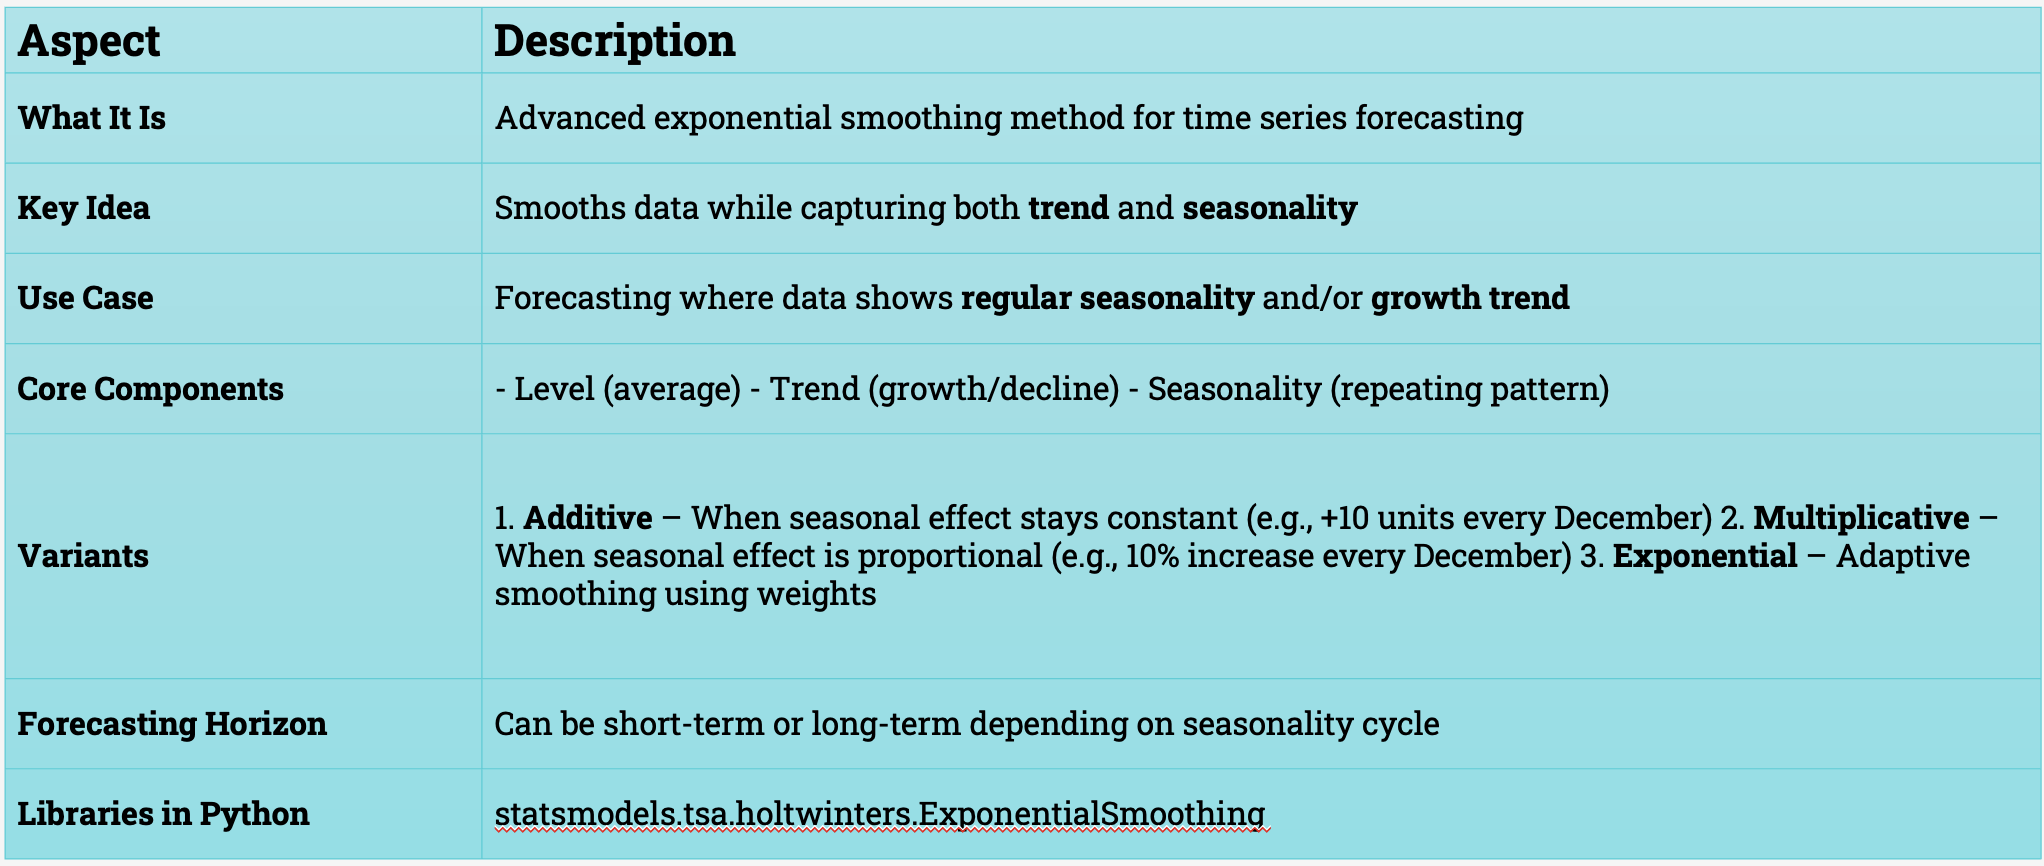 Aspect Description
What It Is Advanced exponential smoothing method for time series forecasting
Key Idea Smooths data while capturing both trend and seasonality
Use Case Forecasting where data shows regular seasonality and/or growth trend
Core Components - Level (average) - Trend (growth/decline) - Seasonality (repeating pattern)
Variants
1. Additive – When seasonal effect stays constant (e.g., +10 units every December) 2. Multiplicative –
When seasonal effect is proportional (e.g., 10% increase every December) 3. Exponential – Adaptive
smoothing using weights
Forecasting Horizon Can be short-term or long-term depending on seasonality cycle
Libraries in Python statsmodels.tsa.holtwinters.ExponentialSmoothing